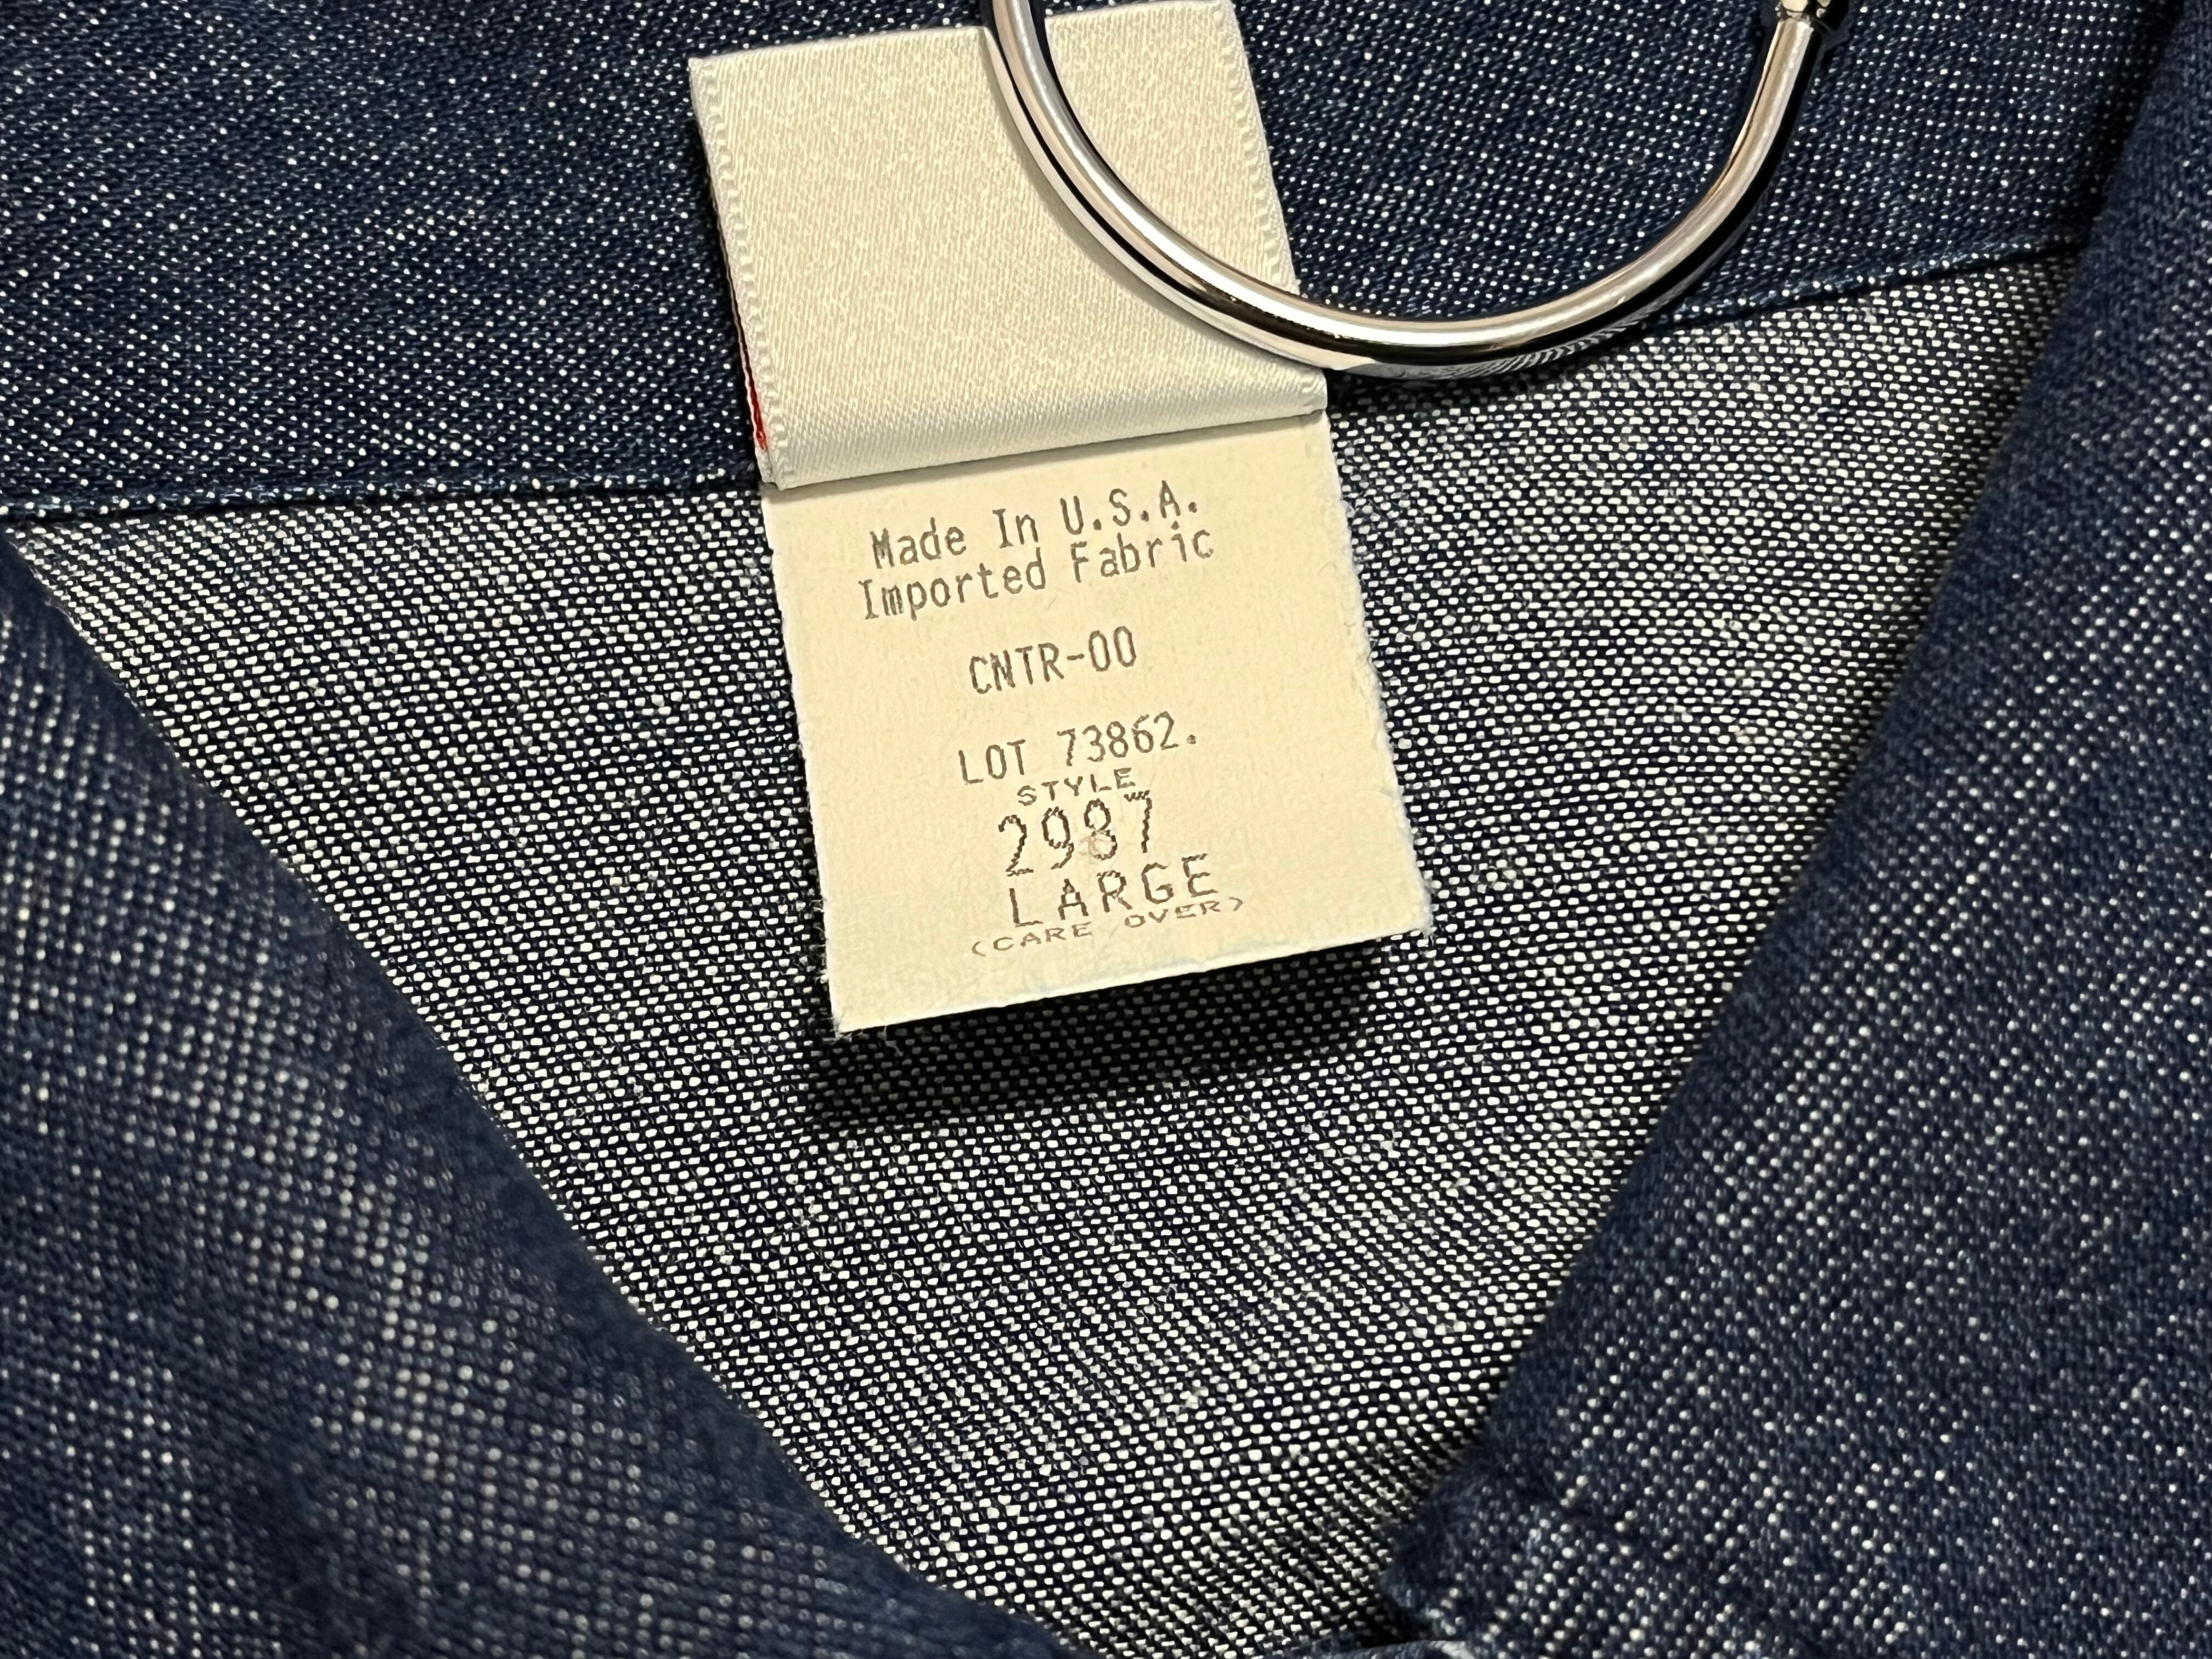 Made In U.S.A.
Imported Fabric
CNTR-00
LOT 73862.
STYLE
2987
LARGE
(CARE OVER)